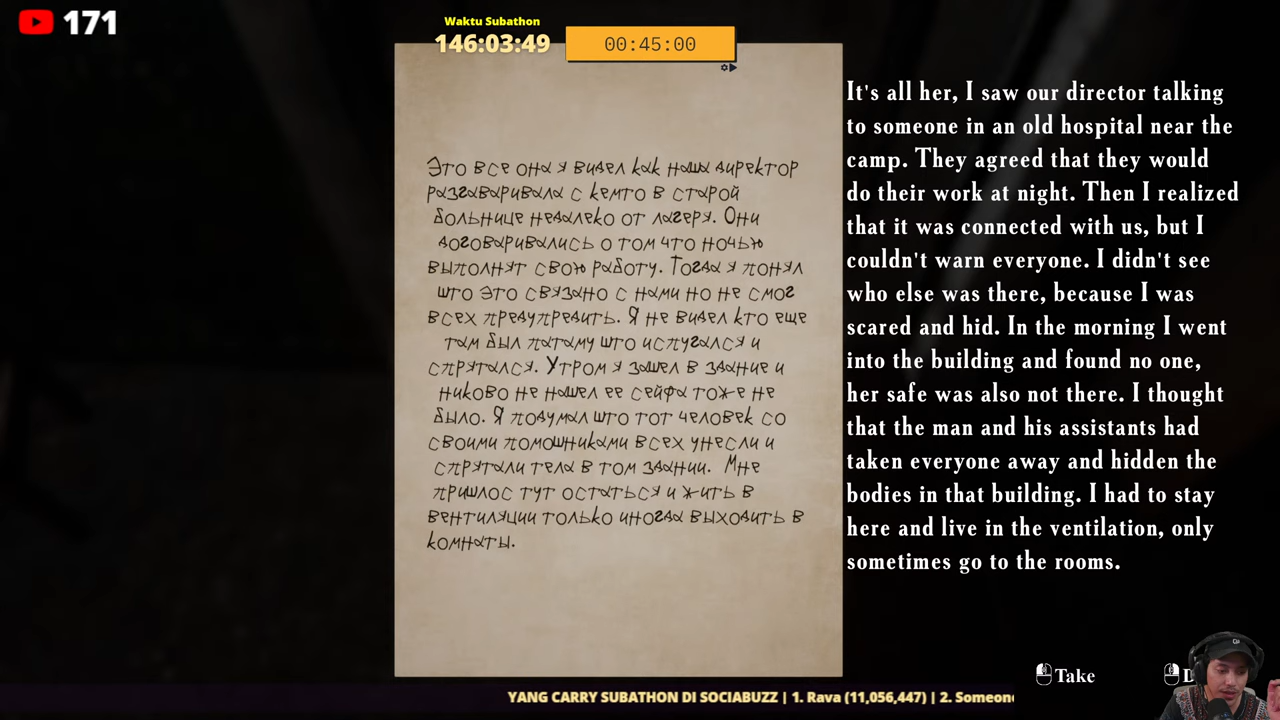 171
Waktu Subathon
146:03:49
00:45:00
Это все она я видел как наша директор
разгаваривала с кемто в старой
больнице недалеко от лагеря. Они
договаривались о том что ночью
выполнят свою работу. Тогда я понял
што это связано с нами но не смог
всех предупредить. Я не видел кто еще
там был патаму што испугался и
спрятался. Утром я зашел в здание и
никово не нашел ее сейфа тоже не
было. Я подумал што тот человек со
своими помошниками всех унесли и
спрятали тела в том здании. Мне
пришлос тут остаться и жить в
вентиляции только иногда выходить в
комнаты.
It's all her, I saw our director talking
to someone in an old hospital near the
camp. They agreed that they would
do their work at night. Then I realized
that it was connected with us, but I
couldn't warn everyone. I didn't see
who else was there, because I was
scared and hid. In the morning I went
into the building and found no one,
her safe was also not there. I thought
that the man and his assistants had
taken everyone away and hidden the
bodies in that building. I had to stay
here and live in the ventilation, only
sometimes go to the rooms.
Take
YANG CARRY SUBATHON DI SOCIABUZZ | 1. Rava (11,056,447) | 2. Someone